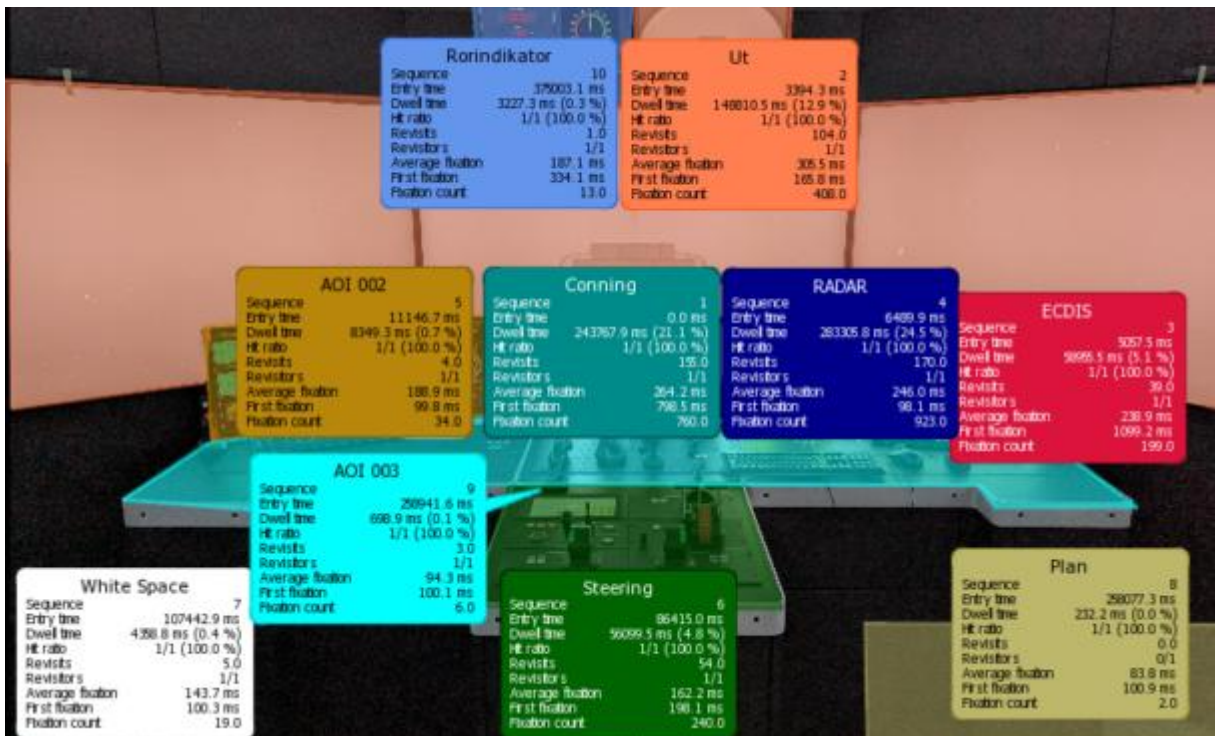 Rorindikator
Sequence 10
Entry time 375003.1 ms
Dwell time 3227.3 ms (0.3 %)
Hit ratio 1/1 (100.0 %)
Revisits 1.0
Revisitors 1/1
Average fixation 187.1 ms
First fixation 334.1 ms
Fixation count 13.0
Ut
Sequence 2
Entry time 3394.3 ms
Dwell time 148810.5 ms (12.9 %)
Hit ratio 1/1 (100.0 %)
Revisits 104.0
Revisitors 1/1
Average fixation 305.5 ms
First fixation 165.8 ms
Fixation count 408.0
AOI 002
Sequence 5
Entry time 11146.7 ms
Dwell time 8349.3 ms (0.7 %)
Hit ratio 1/1 (100.0 %)
Revisits 4.0
Revisitors 1/1
Average fixation 188.9 ms
First fixation 99.8 ms
Fixation count 34.0
Conning
Sequence 1
Entry time 0.0 ms
Dwell time 243767.9 ms (21.1 %)
Hit ratio 1/1 (100.0 %)
Revisits 155.0
Revisitors 1/1
Average fixation 264.2 ms
First fixation 798.5 ms
Fixation count 760.0
RADAR
Sequence 4
Entry time 6489.9 ms
Dwell time 283305.8 ms (24.5 %)
Hit ratio 1/1 (100.0 %)
Revisits 170.0
Revisitors 1/1
Average fixation 246.0 ms
First fixation 98.1 ms
Fixation count 923.0
ECDIS
Sequence 3
Entry time 5057.5 ms
Dwell time 58955.5 ms (5.1 %)
Hit ratio 1/1 (100.0 %)
Revisits 39.0
Revisitors 1/1
Average fixation 238.9 ms
First fixation 1099.2 ms
Fixation count 199.0
AOI 003
Sequence 9
Entry time 258941.6 ms
Dwell time 698.9 ms (0.1 %)
Hit ratio 1/1 (100.0 %)
Revisits 3.0
Revisitors 1/1
Average fixation 94.3 ms
First fixation 100.1 ms
Fixation count 6.0
White Space
Sequence 7
Entry time 107442.9 ms
Dwell time 4358.8 ms (0.4 %)
Hit ratio 1/1 (100.0 %)
Revisits 5.0
Revisitors 1/1
Average fixation 143.7 ms
First fixation 100.3 ms
Fixation count 19.0
Steering
Sequence 6
Entry time 86415.0 ms
Dwell time 56099.5 ms (4.8 %)
Hit ratio 1/1 (100.0 %)
Revisits 54.0
Revisitors 1/1
Average fixation 162.2 ms
First fixation 198.1 ms
Fixation count 240.0
Plan
Sequence 8
Entry time 258077.3 ms
Dwell time 232.2 ms (0.0 %)
Hit ratio 1/1 (100.0 %)
Revisits 0.0
Revisitors 0/1
Average fixation 83.8 ms
First fixation 100.9 ms
Fixation count 2.0